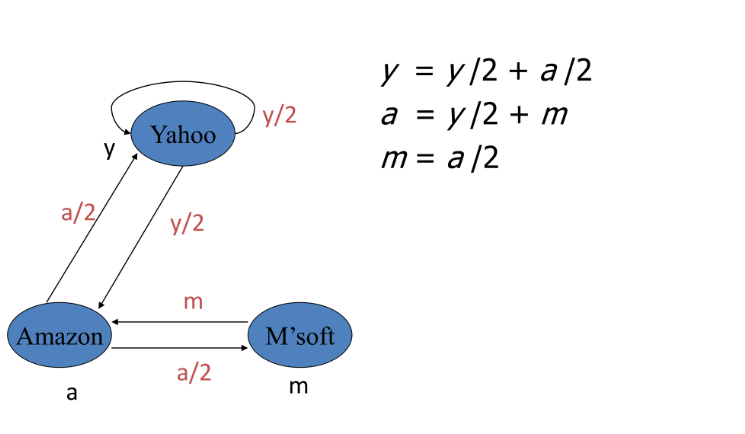 y = y/2 + a/2
a = y/2 + m
m = a/2
Yahoo
y/2
y
a/2
y/2
m
Amazon
M'soft
a/2
a
m